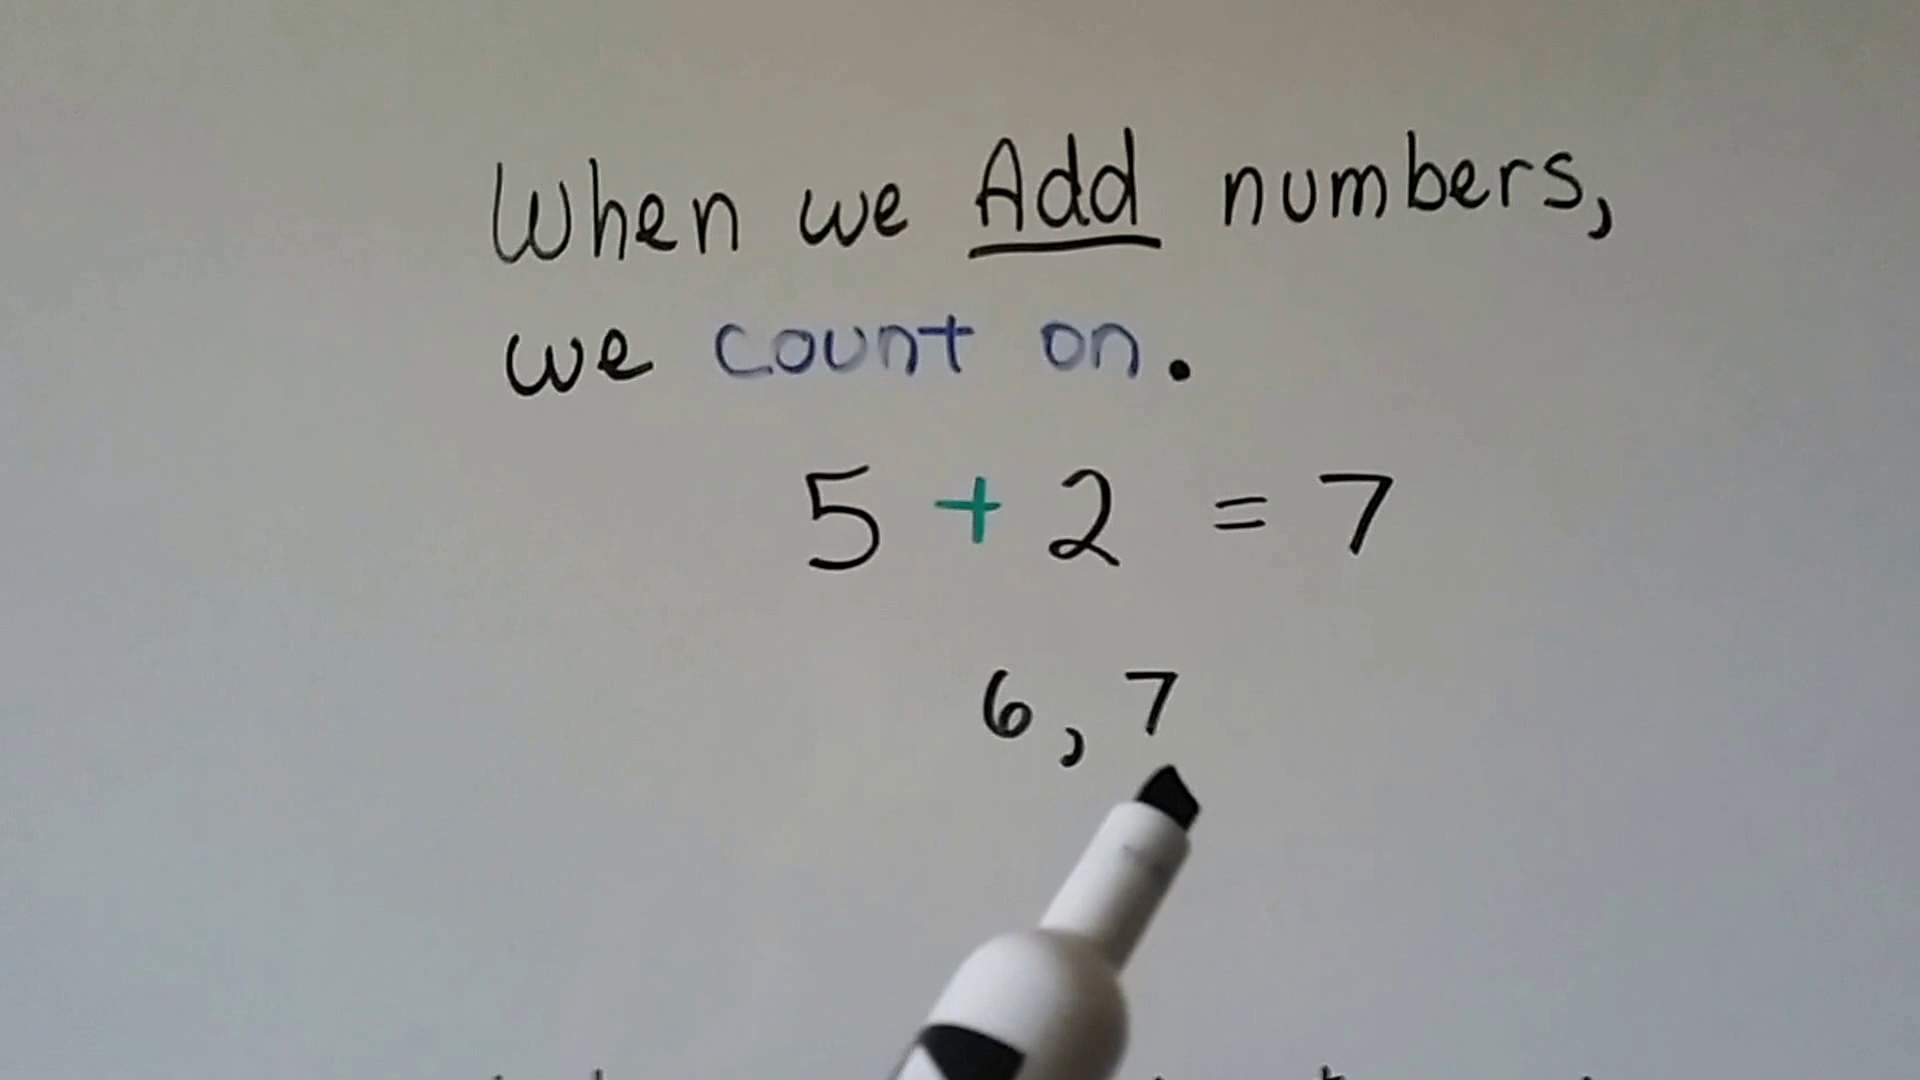 When we Add numbers,
we count on.
5 + 2 = 7
6, 7